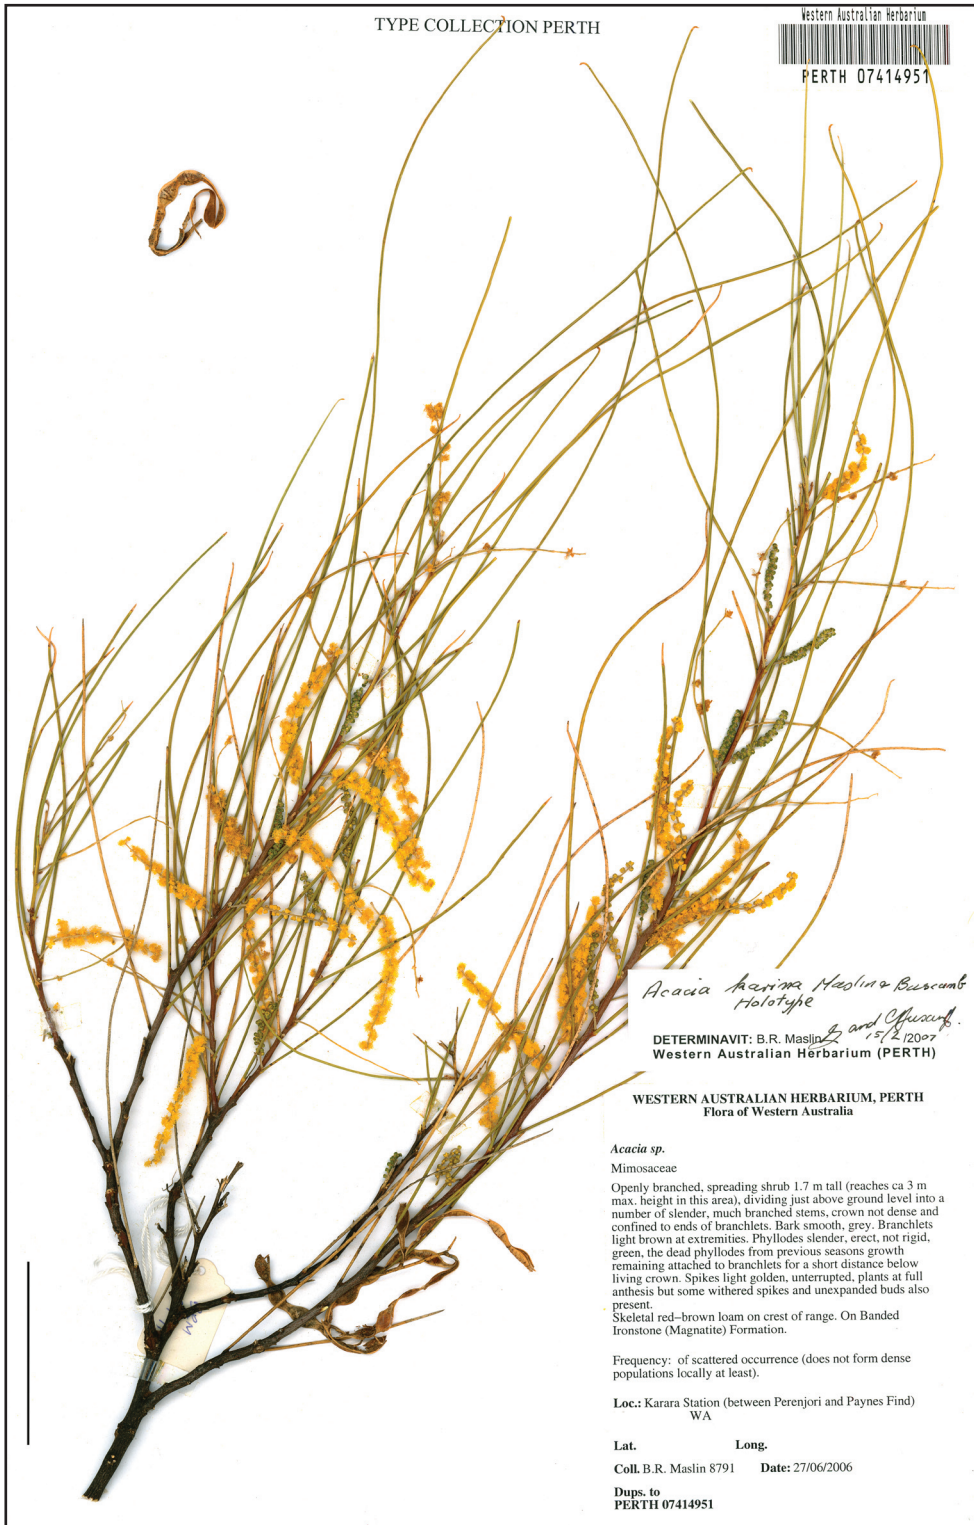 TYPE COLLECTION PERTH
Western Australian Herbarium
PERTH 07414951
Acacia karina Maslin & Buscumb
Holotype
DETERMINAVIT: B.R. Maslin and C Buscumb.
15/2/2007
Western Australian Herbarium (PERTH)
WESTERN AUSTRALIAN HERBARIUM, PERTH
Flora of Western Australia
Acacia sp.
Mimosaceae
Openly branched, spreading shrub 1.7 m tall (reaches ca 3 m
max. height in this area), dividing just above ground level into a
number of slender, much branched stems, crown not dense and
confined to ends of branchlets. Bark smooth, grey. Branchlets
light brown at extremities. Phyllodes slender, erect, not rigid,
green, the dead phyllodes from previous seasons growth
remaining attached to branchlets for a short distance below
living crown. Spikes light golden, unterrupted, plants at full
anthesis but some withered spikes and unexpanded buds also
present.
Skeletal red–brown loam on crest of range. On Banded
Ironstone (Magnatite) Formation.
Frequency: of scattered occurrence (does not form dense
populations locally at least).
Loc.: Karara Station (between Perenjori and Paynes Find)
WA
Lat. Long.
Coll. B.R. Maslin 8791 Date: 27/06/2006
Dups. to
PERTH 07414951